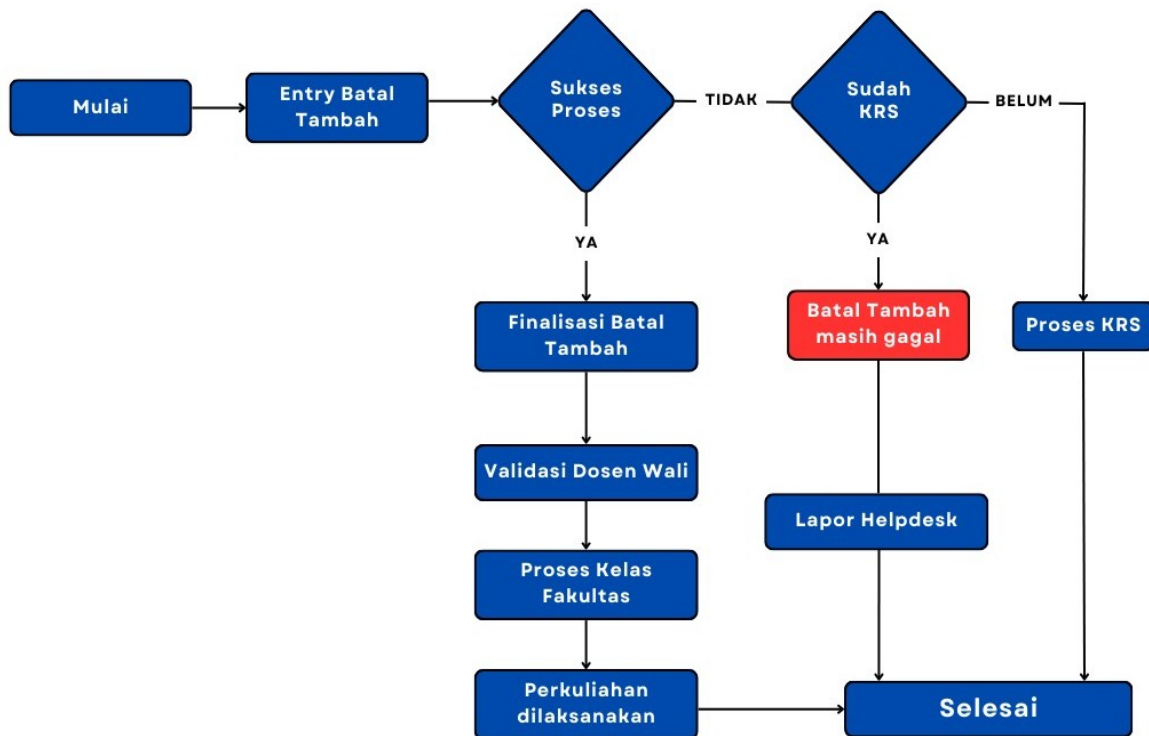 Mulai
Entry Batal
Tambah
Sukses
Proses
TIDAK
Sudah
KRS
BELUM
YA
YA
Finalisasi Batal
Tambah
Batal Tambah
masih gagal
Proses KRS
Validasi Dosen Wali
Lapor Helpdesk
Proses Kelas
Fakultas
Perkuliahan
dilaksanakan
Selesai